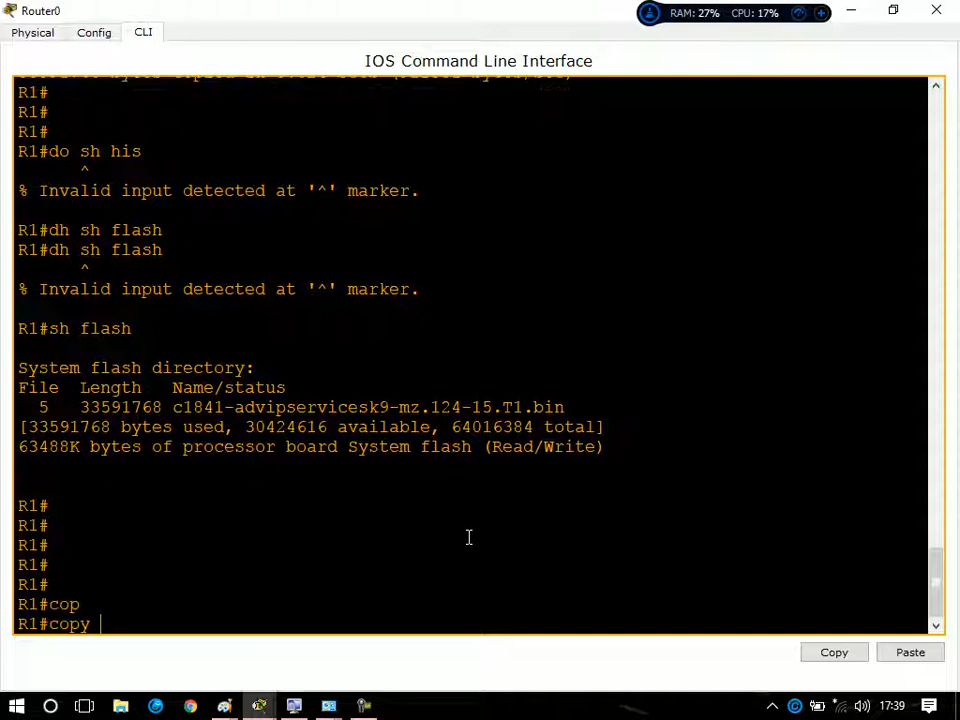 Router0
RAM: 27% CPU: 17%
Physical Config CLI
IOS Command Line Interface
R1#
R1#
R1#
R1#do sh his
^
% Invalid input detected at '^' marker.
R1#dh sh flash
R1#dh sh flash
^
% Invalid input detected at '^' marker.
R1#sh flash
System flash directory:
File Length Name/status
5 33591768 c1841-advipservicesk9-mz.124-15.T1.bin
[33591768 bytes used, 30424616 available, 64016384 total]
63488K bytes of processor board System flash (Read/Write)
R1#
R1#
R1#
R1#
R1#
R1#cop
R1#copy
Copy Paste
17:39